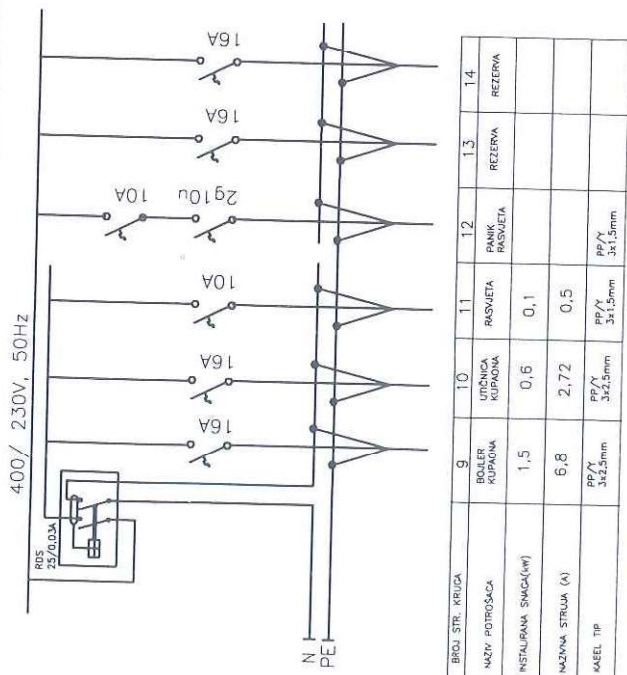 400/ 230V, 50Hz
RDS
25/0,03A
16A
16A
10A
10A
2g10u
16A
16A
N
PE
BROJ STR. KRUGA 9 10 11 12 13 14
NAZIV POTROŠAČA BOJLER KUPAONA UTIČNICA KUPAONA RASVJETA PANIK RASVJETA REZERVA REZERVA
INSTALIRANA SNAGA(kW) 1,5 0,6 0,1
NAZIVNA STRUJA (A) 6,8 2,72 0,5
KABEL TIP PP/Y 3x2,5mm PP/Y 3x2,5mm PP/Y 3x1,5mm PP/Y 3x1,5mm